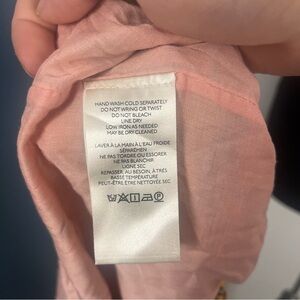 HAND WASH COLD SEPARATELY
DO NOT WRING OR TWIST
DO NOT BLEACH
LINE DRY
LOW IRON AS NEEDED
MAY BE DRY CLEANED
LAVER À LA MAIN À L'EAU FROIDE
SÉPARÉMEN
NE PAS TORDRE OU ESSORER
NE PAS BLANCHIR
LIGNE SEC
REPASSER AU BESOIN, À TRÈS
BASSE TEMPÉRATURE
PEUT-ÊTRE ÊTRE NETTOYÉE SEC